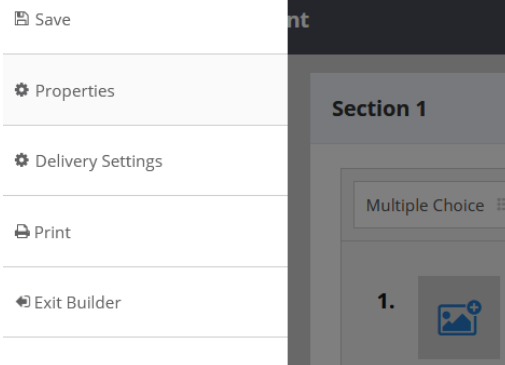 Save
nt
Properties
Section 1
Delivery Settings
Multiple Choice
Print
1.
Exit Builder